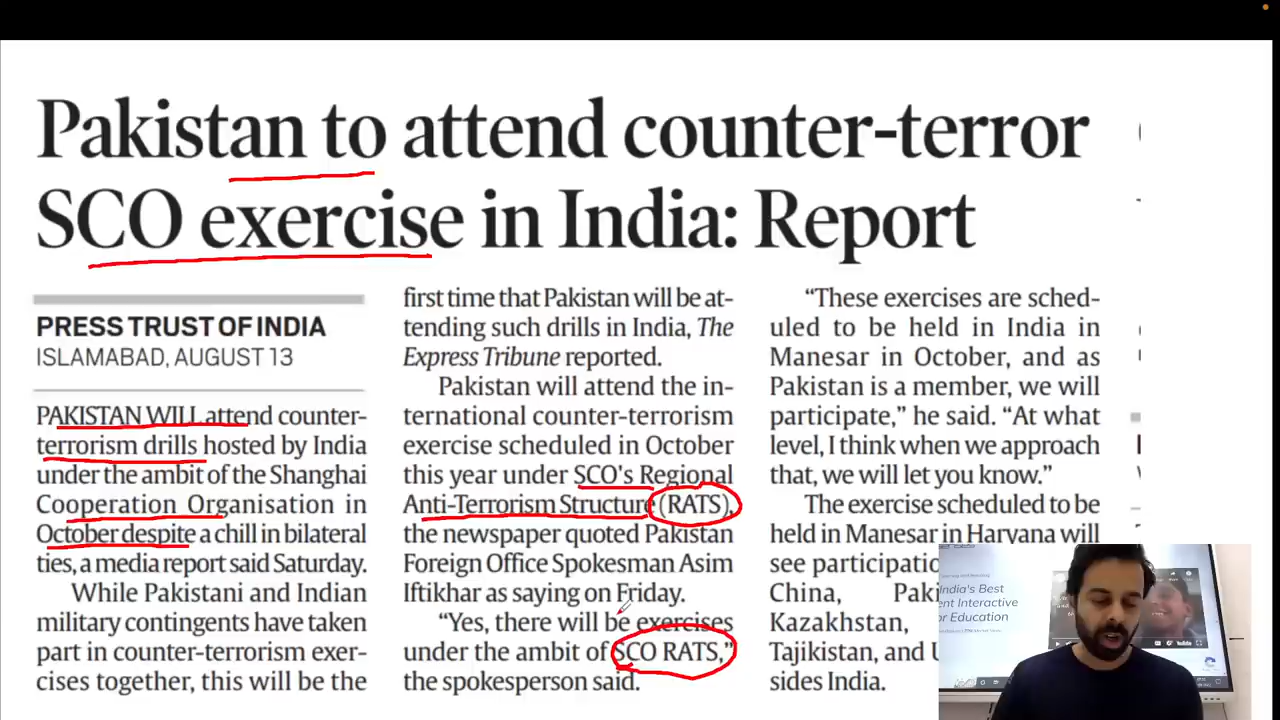 Pakistan to attend counter-terror
SCO exercise in India: Report
PRESS TRUST OF INDIA
ISLAMABAD, AUGUST 13
PAKISTAN WILL attend counter-
terrorism drills hosted by India
under the ambit of the Shanghai
Cooperation Organisation in
October despite a chill in bilateral
ties, a media report said Saturday.
While Pakistani and Indian
military contingents have taken
part in counter-terrorism exer-
cises together, this will be the
first time that Pakistan will be at-
tending such drills in India, The
Express Tribune reported.
Pakistan will attend the in-
ternational counter-terrorism
exercise scheduled in October
this year under SCO's Regional
Anti-Terrorism Structure (RATS),
the newspaper quoted Pakistan
Foreign Office Spokesman Asim
Iftikhar as saying on Friday.
“Yes, there will be exercises
under the ambit of SCO RATS,”
the spokesperson said.
“These exercises are sched-
uled to be held in India in
Manesar in October, and as
Pakistan is a member, we will
participate,” he said. “At what
level, I think when we approach
that, we will let you know.”
The exercise scheduled to be
held in Manesar in Haryana will
see participatio
China, Paki
Kazakhstan,
Tajikistan, and U
sides India.
India's Best
ent Interactive
or Education